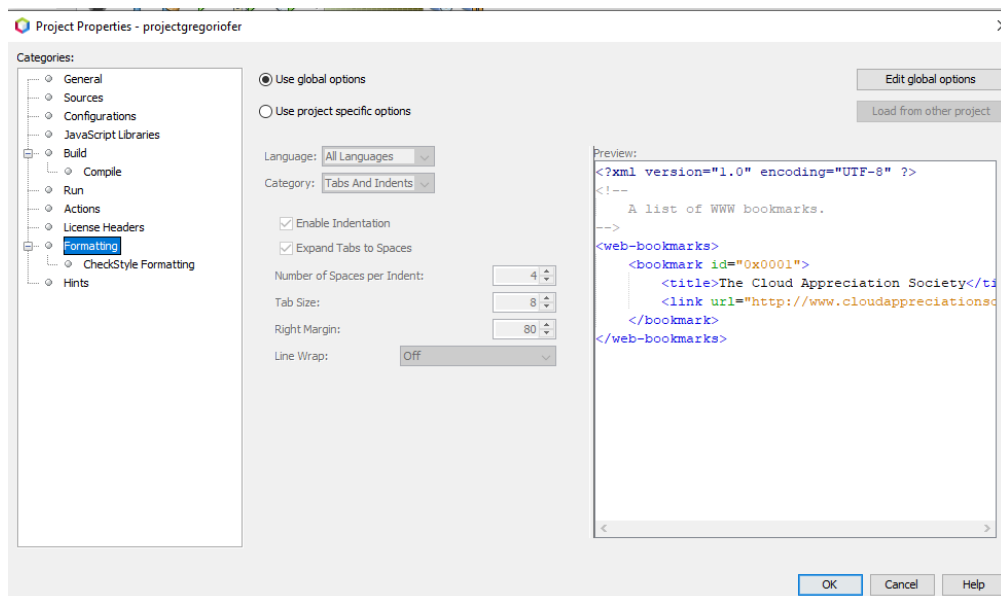 Project Properties - projectgregoriofer
Categories:
General
Sources
Configurations
JavaScript Libraries
Build
Compile
Run
Actions
License Headers
Formatting
CheckStyle Formatting
Hints
Use global options
Edit global options
Use project specific options
Load from other project
Language: All Languages
Category: Tabs And Indents
Enable Indentation
Expand Tabs to Spaces
Number of Spaces per Indent: 4
Tab Size: 8
Right Margin: 80
Line Wrap: Off
Preview:
<?xml version="1.0" encoding="UTF-8" ?>
<!--
A list of WWW bookmarks.
-->
<web-bookmarks>
<bookmark id="0x0001">
<title>The Cloud Appreciation Society</ti
<link url="http://www.cloudappreciationso
</bookmark>
</web-bookmarks>
OK
Cancel
Help